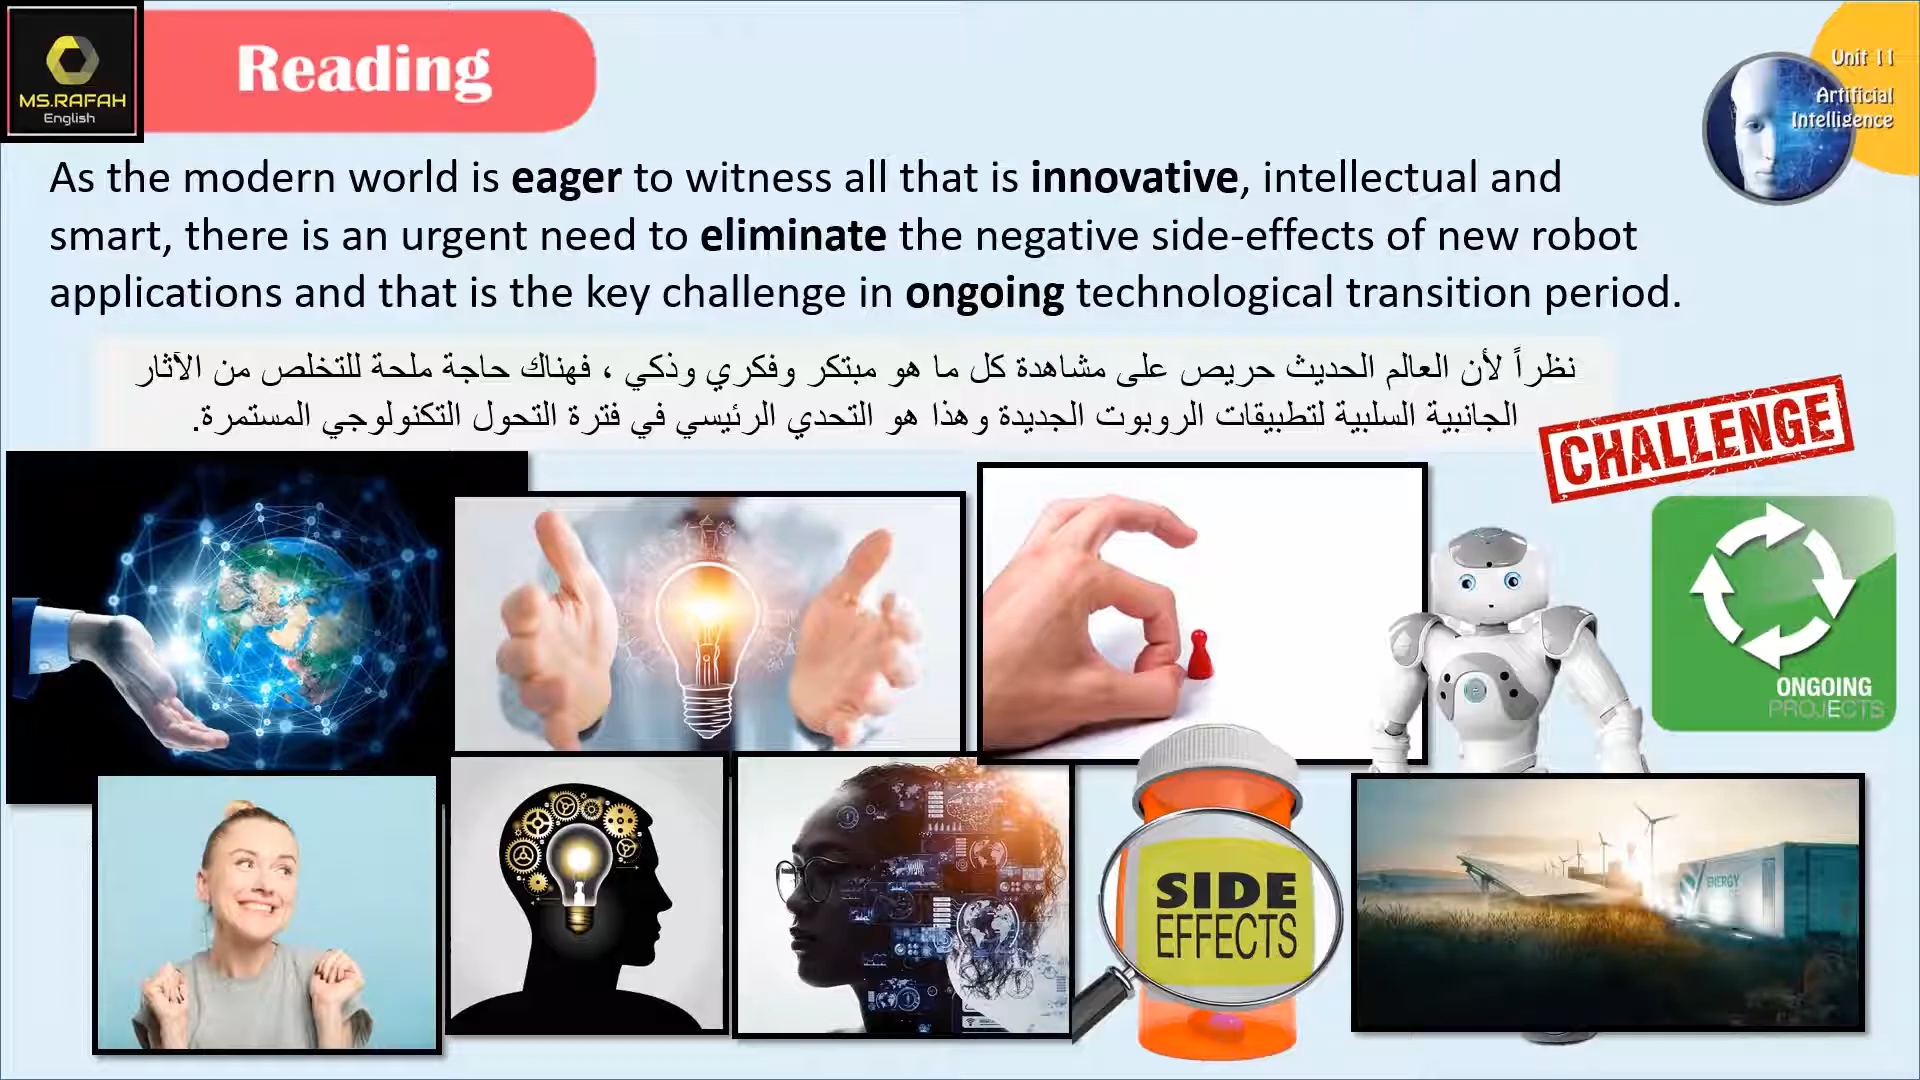 MS.RAFAH
English
Reading
Unit 11
Artificial
Intelligence
As the modern world is eager to witness all that is innovative, intellectual and
smart, there is an urgent need to eliminate the negative side-effects of new robot
applications and that is the key challenge in ongoing technological transition period.
نظراً لأن العالم الحديث حريص على مشاهدة كل ما هو مبتكر وفكري وذكي ، فهناك حاجة ملحة للتخلص من الآثار
الجانبية السلبية لتطبيقات الروبوت الجديدة وهذا هو التحدي الرئيسي في فترة التحول التكنولوجي المستمرة.
CHALLENGE
ONGOING
PROJECTS
SIDE
EFFECTS
ENERGY